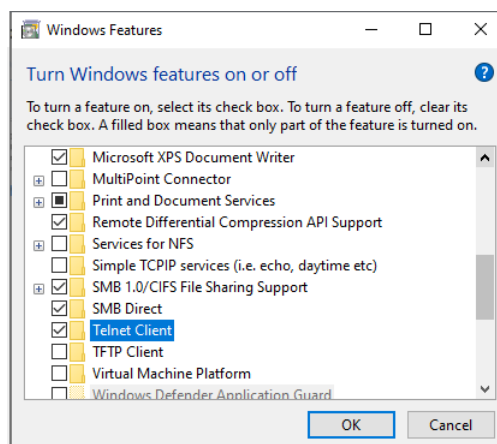 Windows Features
Turn Windows features on or off
?
To turn a feature on, select its check box. To turn a feature off, clear its
check box. A filled box means that only part of the feature is turned on.
Microsoft XPS Document Writer
MultiPoint Connector
Print and Document Services
Remote Differential Compression API Support
Services for NFS
Simple TCPIP services (i.e. echo, daytime etc)
SMB 1.0/CIFS File Sharing Support
SMB Direct
Telnet Client
TFTP Client
Virtual Machine Platform
Windows Defender Application Guard
OK Cancel